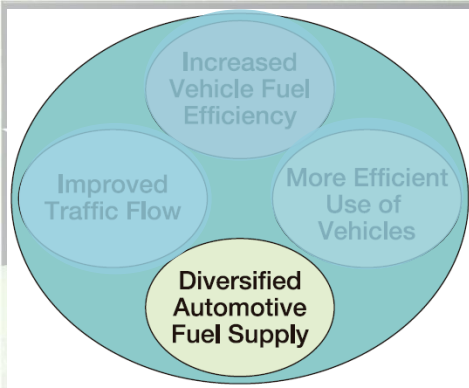 Increased
Vehicle Fuel
Efficiency
Improved
Traffic Flow
More Efficient
Use of
Vehicles
Diversified
Automotive
Fuel Supply